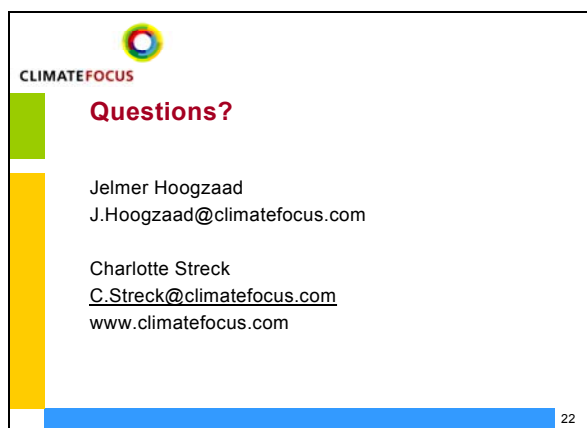 CLIMATEFOCUS
Questions?
Jelmer Hoogzaad
J.Hoogzaad@climatefocus.com
Charlotte Streck
C.Streck@climatefocus.com
www.climatefocus.com
22